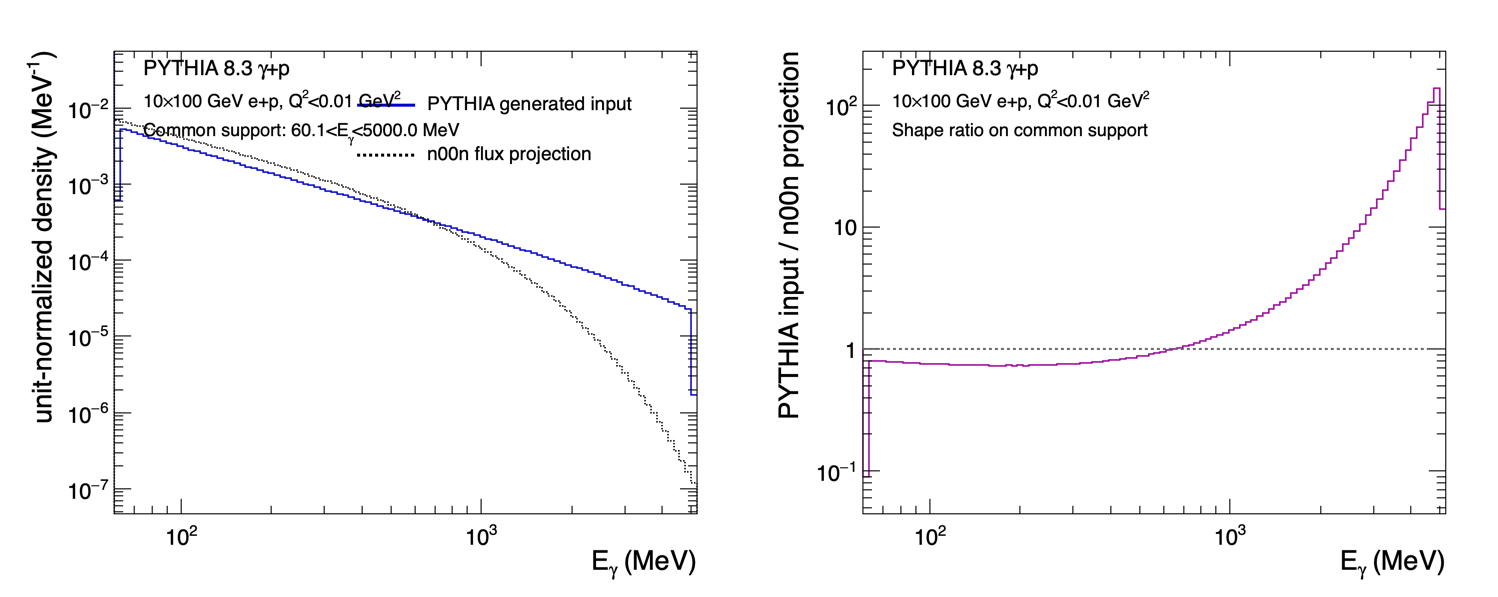 PYTHIA 8.3 γ+p
10×100 GeV e+p, Q²<0.01 GeV²
Common support: 60.1<Eγ<5000.0 MeV
PYTHIA generated input
n00n flux projection
unit-normalized density (MeV⁻¹)
10⁻²
10⁻³
10⁻⁴
10⁻⁵
10⁻⁶
10⁻⁷
10²
10³
Eγ (MeV)
PYTHIA 8.3 γ+p
10×100 GeV e+p, Q²<0.01 GeV²
Shape ratio on common support
PYTHIA input / n00n projection
10²
10
1
10⁻¹
10²
10³
Eγ (MeV)